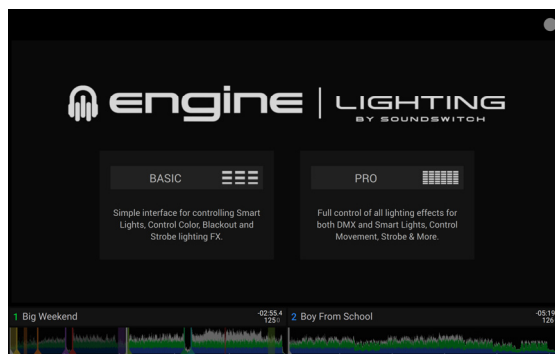 engine LIGHTING
BY SOUNDSWITCH
BASIC
Simple interface for controlling Smart
Lights, Control Color, Blackout and
Strobe lighting FX.
PRO
Full control of all lighting effects for
both DMX and Smart Lights, Control
Movement, Strobe & More.
1 Big Weekend
-02:55.4
125
2 Boy From School
-05:19
126